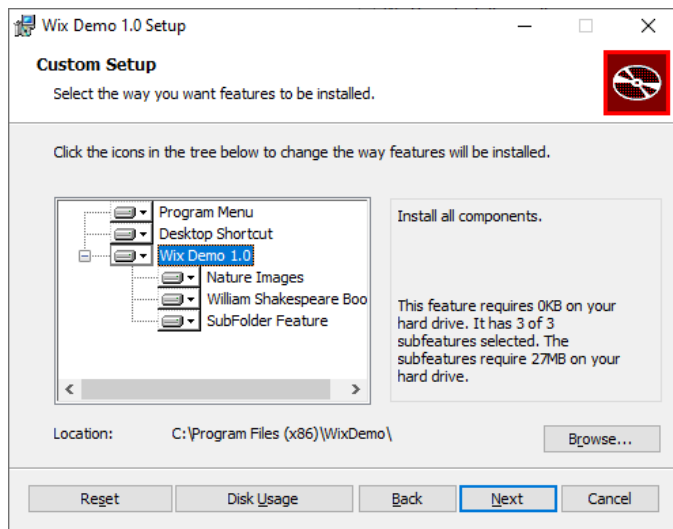 Wix Demo 1.0 Setup
Custom Setup
Select the way you want features to be installed.
Click the icons in the tree below to change the way features will be installed.
Program Menu
Desktop Shortcut
Wix Demo 1.0
Nature Images
William Shakespeare Boo
SubFolder Feature
Install all components.
This feature requires 0KB on your
hard drive. It has 3 of 3
subfeatures selected. The
subfeatures require 27MB on your
hard drive.
Location: C:\Program Files (x86)\WixDemo\
Browse...
Reset Disk Usage Back Next Cancel